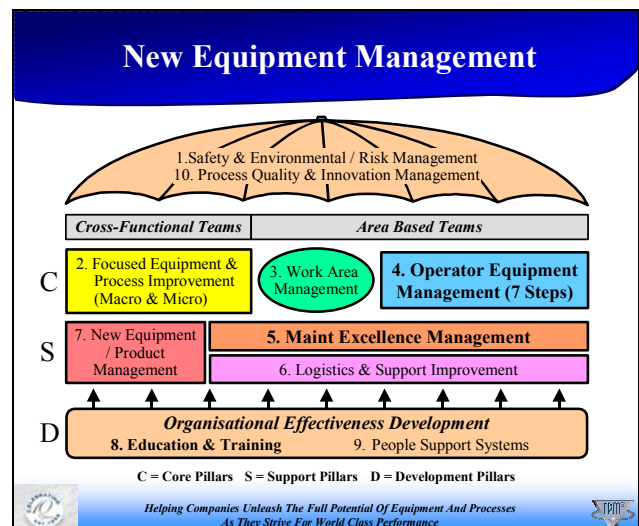 New Equipment Management
1.Safety & Environmental / Risk Management
10. Process Quality & Innovation Management
Cross-Functional Teams
Area Based Teams
C
2. Focused Equipment &
Process Improvement
(Macro & Micro)
3. Work Area
Management
4. Operator Equipment
Management (7 Steps)
S
7. New Equipment
/ Product
Management
5. Maint Excellence Management
6. Logistics & Support Improvement
D
Organisational Effectiveness Development
8. Education & Training
9. People Support Systems
C = Core Pillars S = Support Pillars D = Development Pillars
Helping Companies Unleash The Full Potential Of Equipment And Processes
As They Strive For World Class Performance